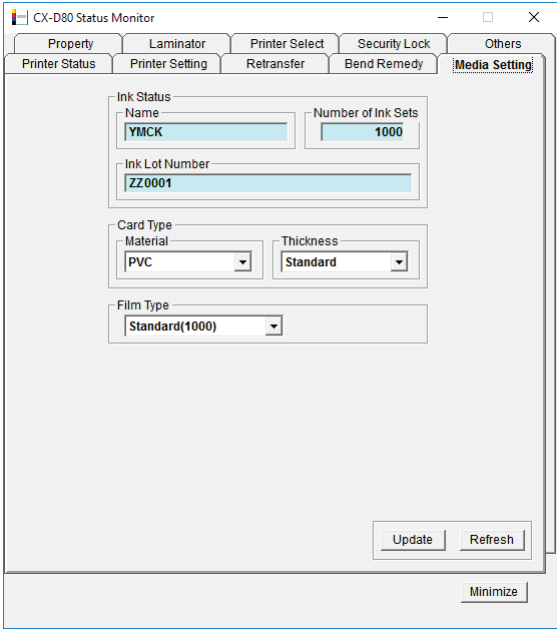 CX-D80 Status Monitor
Property Laminator Printer Select Security Lock Others
Printer Status Printer Setting Retransfer Bend Remedy Media Setting
Ink Status
Name Number of Ink Sets
YMCK 1000
Ink Lot Number
ZZ0001
Card Type
Material Thickness
PVC Standard
Film Type
Standard(1000)
Update Refresh
Minimize